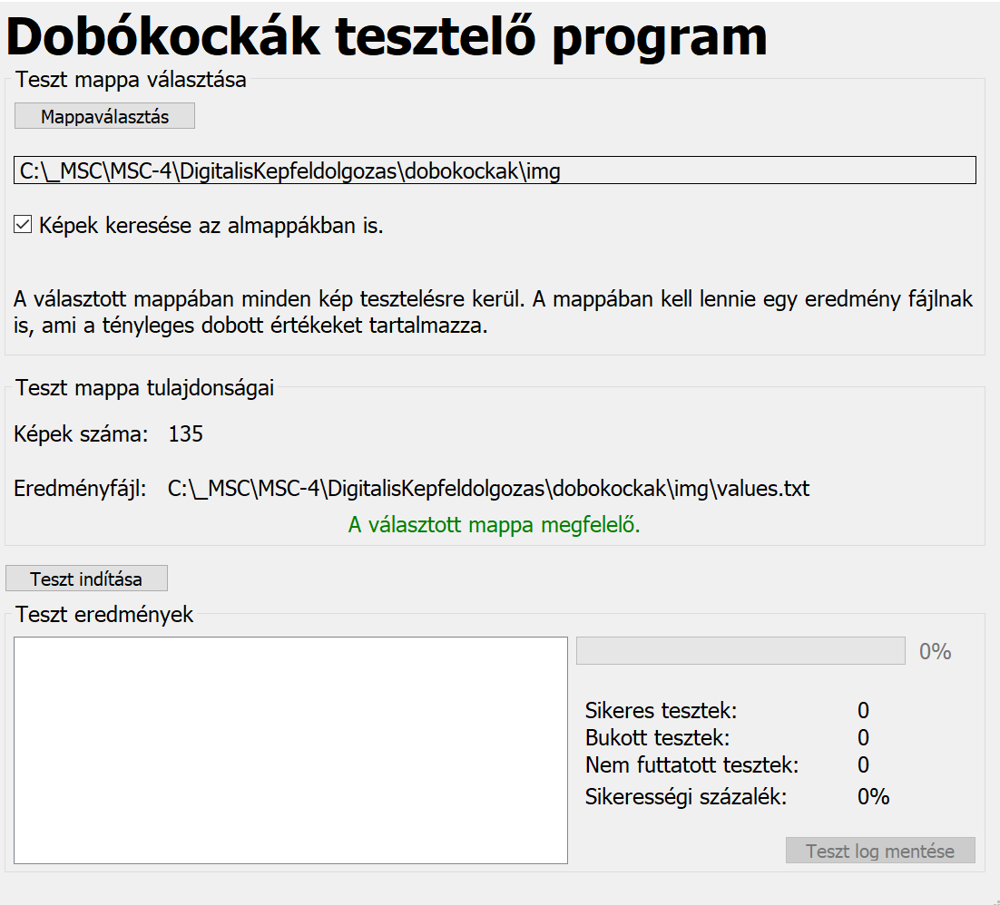 Dobókockák tesztelő program
Teszt mappa választása
Mappaválasztás
C:\_MSC\MSC-4\DigitalisKepfeldolgozas\dobokockak\img
Képek keresése az almappákban is.
A választott mappában minden kép tesztelésre kerül. A mappában kell lennie egy eredmény fájlnak
is, ami a tényleges dobott értékeket tartalmazza.
Teszt mappa tulajdonságai
Képek száma: 135
Eredményfájl: C:\_MSC\MSC-4\DigitalisKepfeldolgozas\dobokockak\img\values.txt
A választott mappa megfelelő.
Teszt indítása
Teszt eredmények
0%
Sikeres tesztek: 0
Bukott tesztek: 0
Nem futtatott tesztek: 0
Sikerességi százalék: 0%
Teszt log mentése